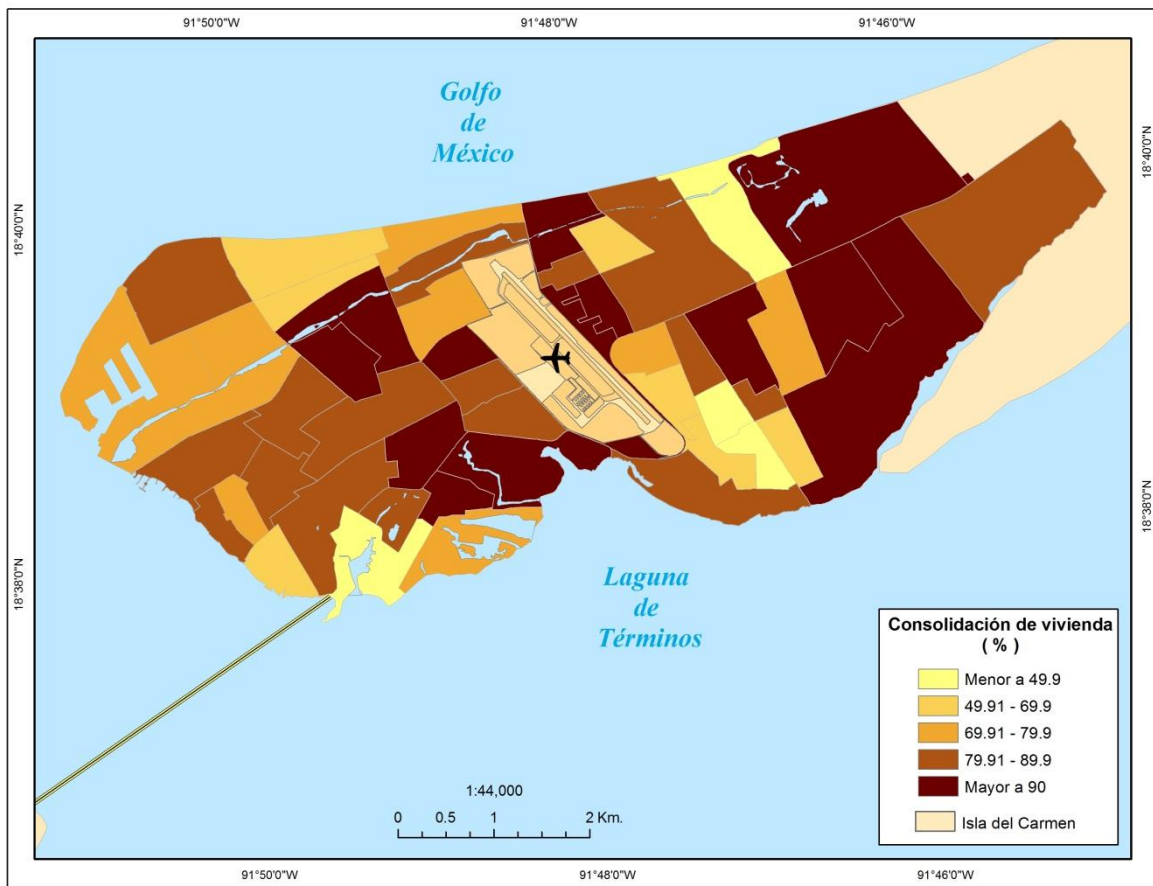 91°50'0"W
91°48'0"W
91°46'0"W
Golfo
de
México
18°40'0"N
18°40'0"N
18°38'0"N
18°38'0"N
Laguna
de
Términos
Consolidación de vivienda
( % )
Menor a 49.9
49.91 - 69.9
69.91 - 79.9
79.91 - 89.9
Mayor a 90
Isla del Carmen
1:44,000
0 0.5 1 2 Km.
91°50'0"W
91°48'0"W
91°46'0"W